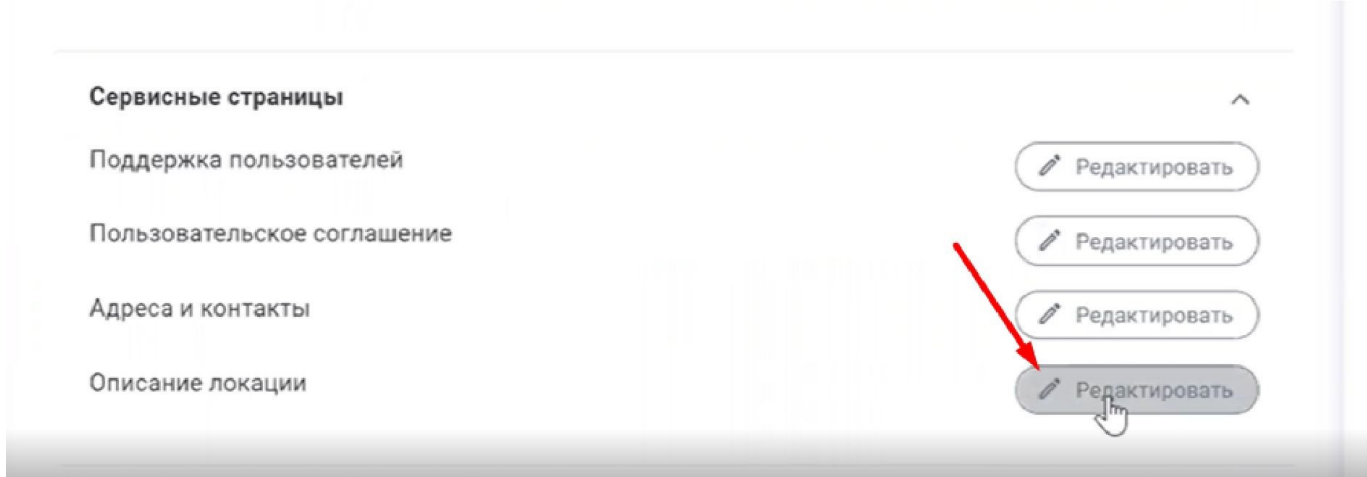 Сервисные страницы
Поддержка пользователей
Редактировать
Пользовательское соглашение
Редактировать
Адреса и контакты
Редактировать
Описание локации
Редактировать